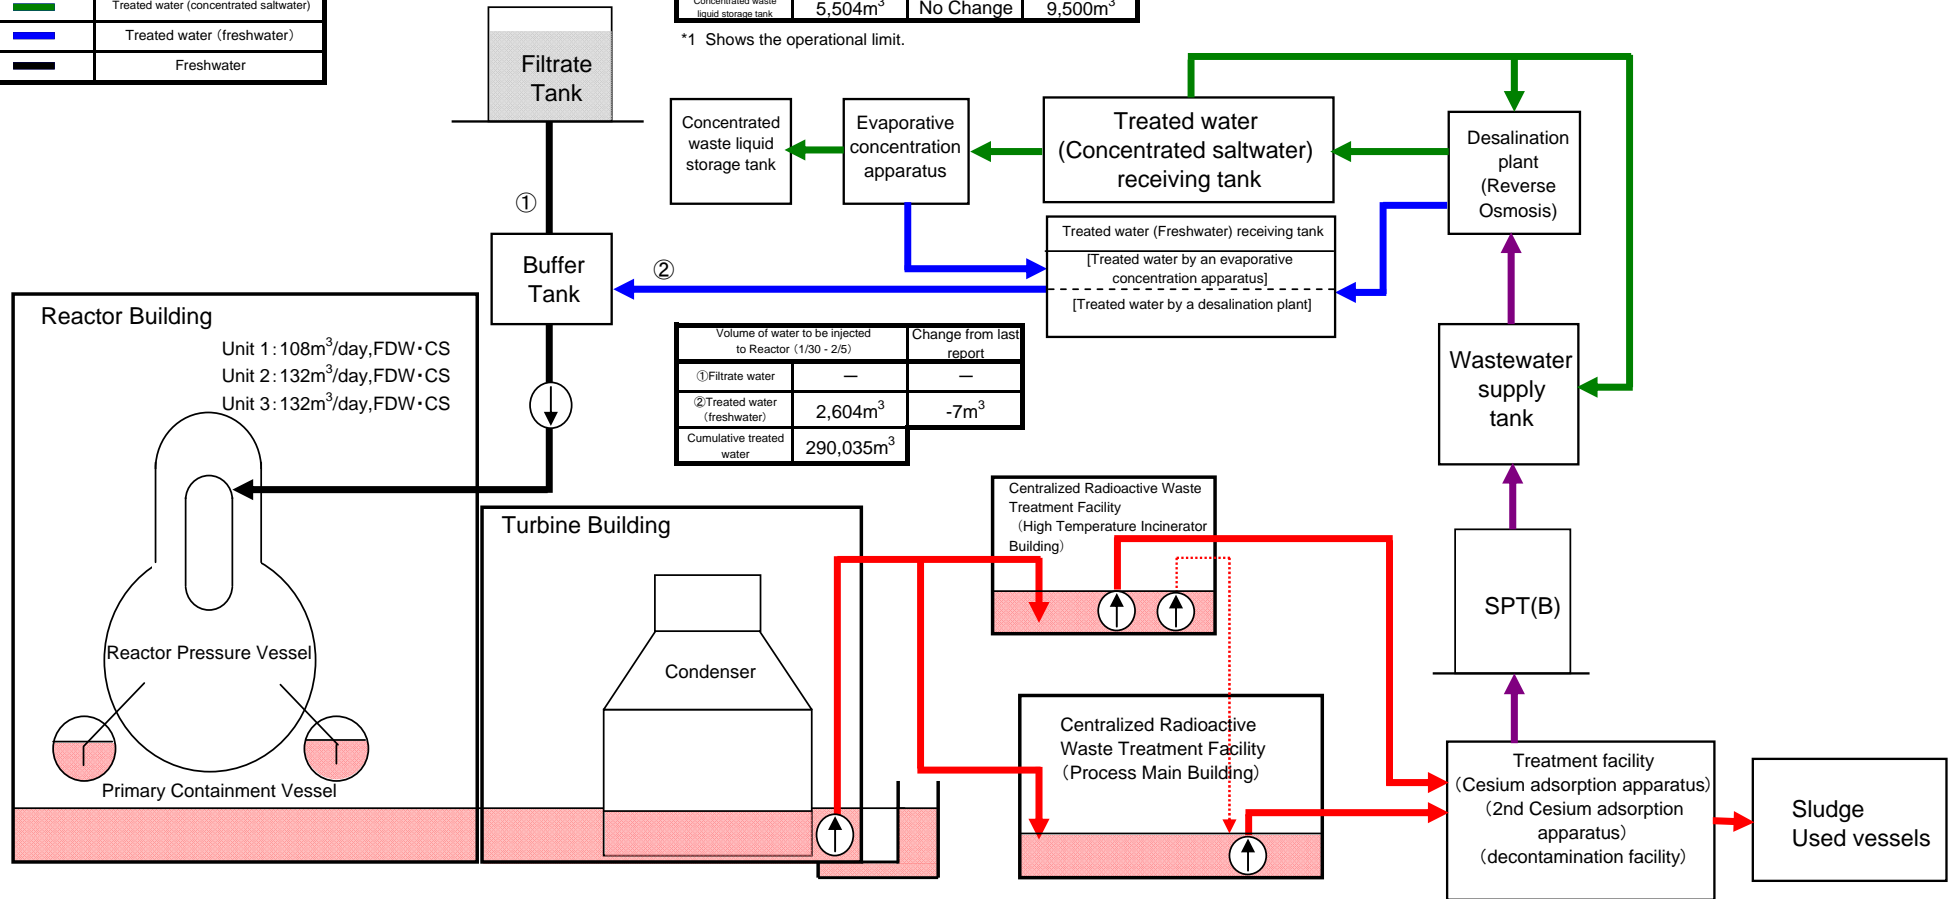 Treated water (concentrated saltwater)
Treated water (freshwater)
Freshwater
Concentrated waste
liquid storage tank
5,504m³
No Change
9,500m³
*1 Shows the operational limit.
Filtrate
Tank
①
Buffer
Tank
②
Concentrated
waste liquid
storage tank
Evaporative
concentration
apparatus
Treated water
(Concentrated saltwater)
receiving tank
Desalination
plant
(Reverse
Osmosis)
Treated water (Freshwater) receiving tank
[Treated water by an evaporative
concentration apparatus]
[Treated water by a desalination plant]
Wastewater
supply
tank
SPT(B)
Reactor Building
Unit 1:108m³/day,FDW・CS
Unit 2:132m³/day,FDW・CS
Unit 3:132m³/day,FDW・CS
Reactor Pressure Vessel
Primary Containment Vessel
Volume of water to be injected
to Reactor (1/30 - 2/5)
Change from last
report
①Filtrate water
—
—
②Treated water
(freshwater)
2,604m³
-7m³
Cumulative treated
water
290,035m³
Turbine Building
Condenser
Centralized Radioactive Waste
Treatment Facility
(High Temperature Incinerator
Building)
Centralized Radioactive
Waste Treatment Facility
(Process Main Building)
Treatment facility
(Cesium adsorption apparatus)
(2nd Cesium adsorption
apparatus)
(decontamination facility)
Sludge
Used vessels